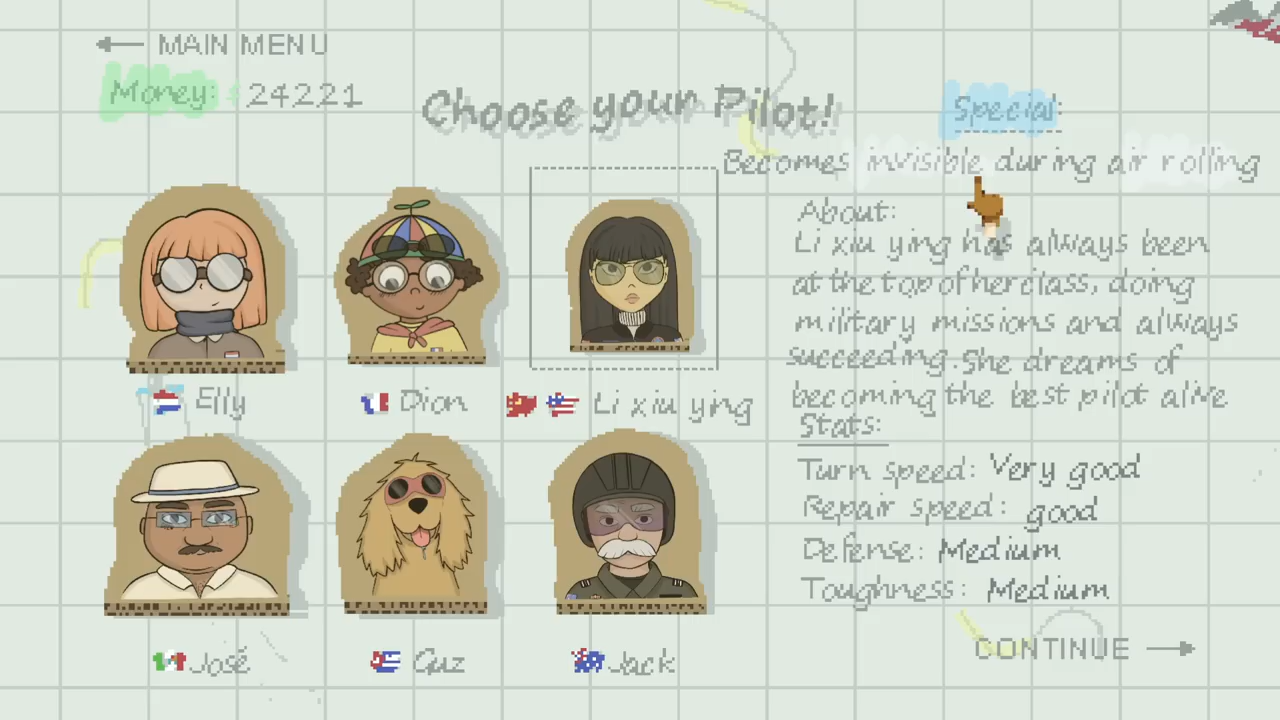 MAIN MENU
Money: 24221
Choose your Pilot!
Special:
Becomes invisible during air rolling
About:
Li xiu ying has always been
at the top of her class, doing
military missions and always
succeeding. She dreams of
becoming the best pilot alive
Stats:
Turn speed: Very good
Repair speed: good
Defense: Medium
Toughness: Medium
Elly
Dion
Li xiu ying
José
Guz
Jack
CONTINUE